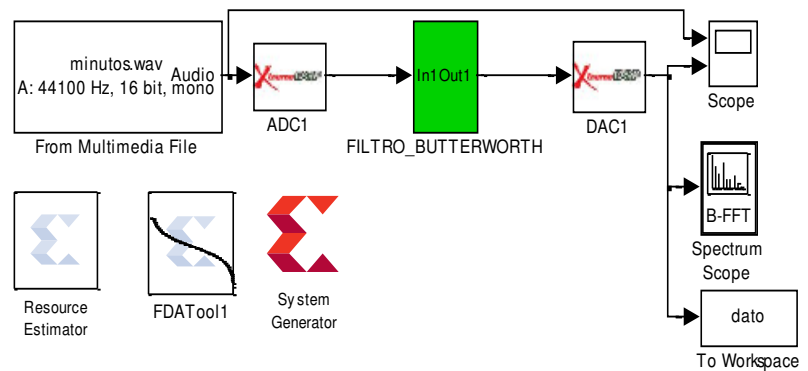 minutos.wav
Audio
A: 44100 Hz, 16 bit, mono
From Multimedia File
ADC1
In1Out1
FILTRO_BUTTERWORTH
DAC1
Scope
B-FFT
Spectrum
Scope
dato
To Workspace
Resource
Estimator
FDATool1
System
Generator